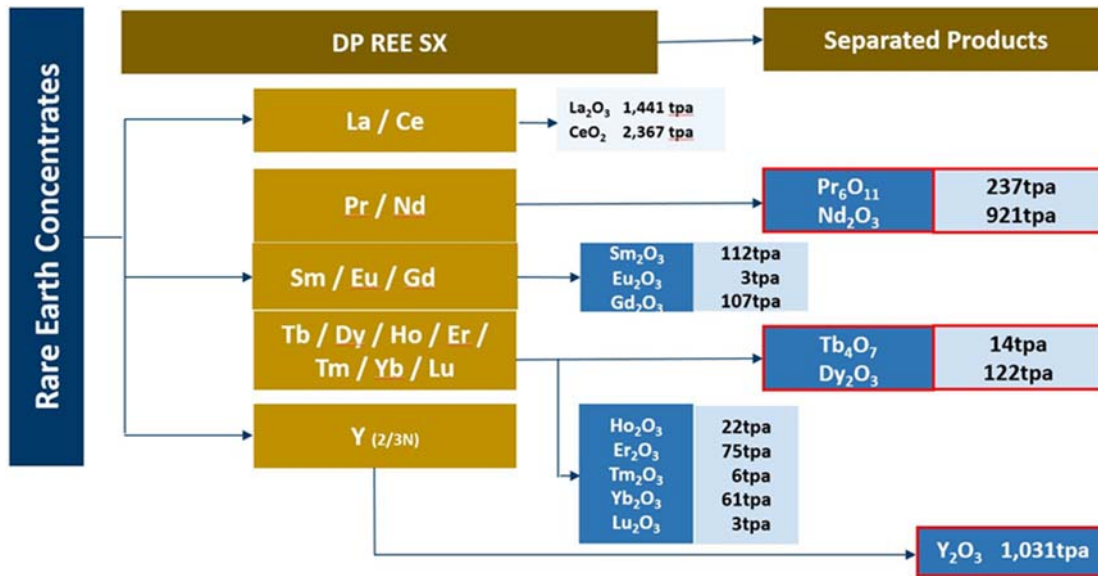 Rare Earth Concentrates
DP REE SX
Separated Products
La / Ce
La₂O₃ 1,441 tpa
CeO₂ 2,367 tpa
Pr / Nd
Pr₆O₁₁ 237tpa
Nd₂O₃ 921tpa
Sm / Eu / Gd
Sm₂O₃ 112tpa
Eu₂O₃ 3tpa
Gd₂O₃ 107tpa
Tb / Dy / Ho / Er /
Tm / Yb / Lu
Tb₄O₇ 14tpa
Dy₂O₃ 122tpa
Ho₂O₃ 22tpa
Er₂O₃ 75tpa
Tm₂O₃ 6tpa
Yb₂O₃ 61tpa
Lu₂O₃ 3tpa
Y (2/3N)
Y₂O₃ 1,031tpa